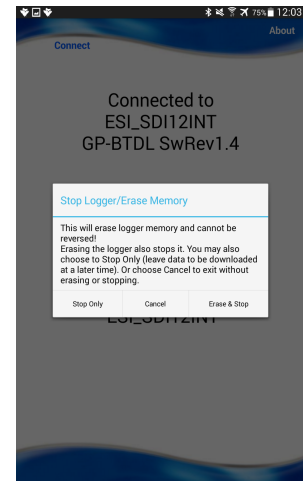 75% 12:03
About
Connect
Connected to
ESI_SDI12INT
GP-BTDL SwRev1.4
Stop Logger/Erase Memory
This will erase logger memory and cannot be
reversed!
Erasing the logger also stops it. You may also
choose to Stop Only (leave data to be downloaded
at a later time). Or choose Cancel to exit without
erasing or stopping.
Stop Only Cancel Erase & Stop
ESI_SDI12INT